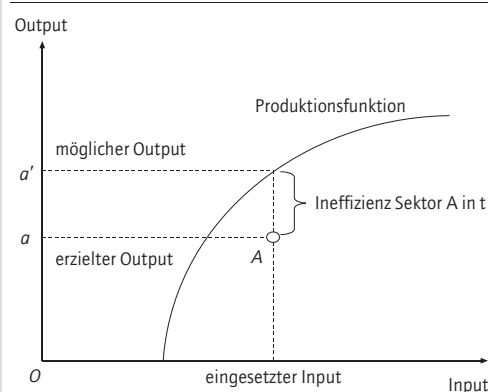 Output
Produktionsfunktion
möglicher Output
a'
Ineffizienz Sektor A in t
a
erzielter Output
A
O
eingesetzter Input
Input